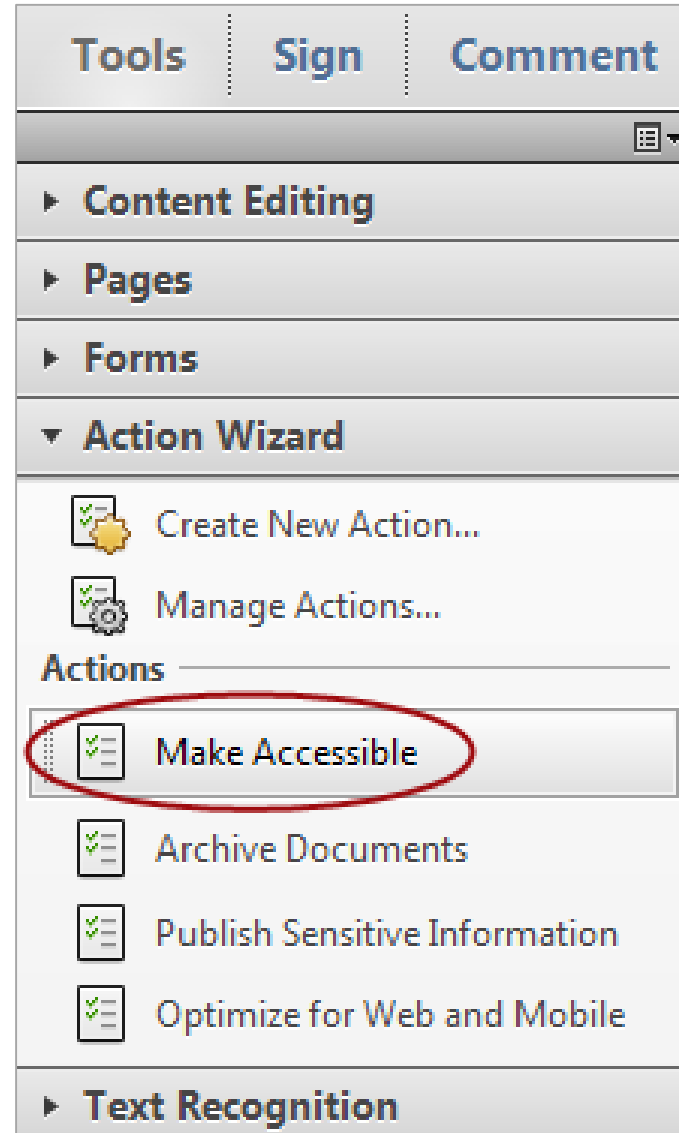 Tools Sign Comment
Content Editing
Pages
Forms
Action Wizard
Create New Action...
Manage Actions...
Actions
Make Accessible
Archive Documents
Publish Sensitive Information
Optimize for Web and Mobile
Text Recognition